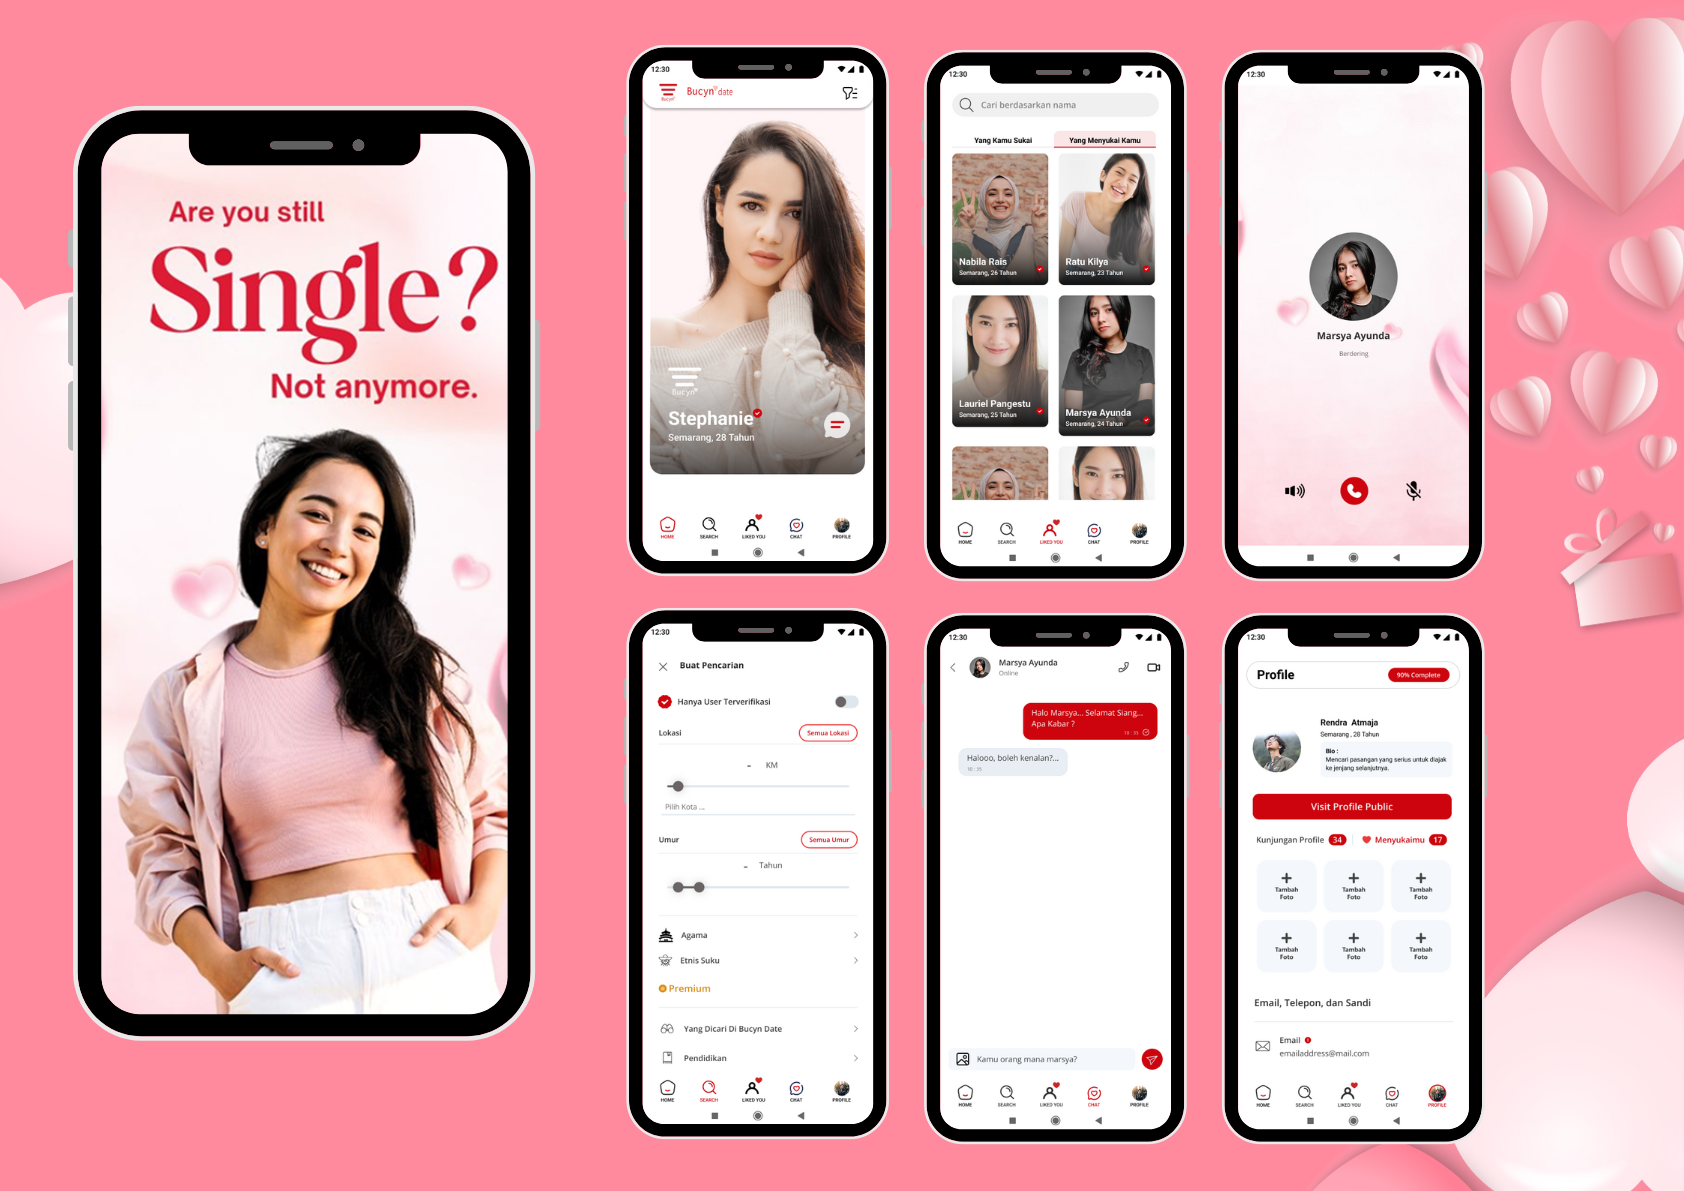 Are you still
Single?
Not anymore.
12:30
Bucyn
Bucyn date
Bucyn
Stephanie
Semarang, 28 Tahun
HOME
SEARCH
LIKED YOU
CHAT
PROFILE
12:30
Cari berdasarkan nama
Yang Kamu Sukai
Yang Menyukai Kamu
Nabila Rais
Semarang, 26 Tahun
Ratu Kilya
Semarang, 23 Tahun
Lauriel Pangestu
Semarang, 25 Tahun
Marsya Ayunda
Semarang, 24 Tahun
HOME
SEARCH
LIKED YOU
CHAT
PROFILE
12:30
Marsya Ayunda
Berdering
12:30
Buat Pencarian
Hanya User Terverifikasi
Lokasi
Semua Lokasi
- KM
Pilih Kota ...
Umur
Semua Umur
- Tahun
Agama
Etnis Suku
Premium
Yang Dicari Di Bucyn Date
Pendidikan
HOME
SEARCH
LIKED YOU
CHAT
PROFILE
12:30
Marsya Ayunda
Online
Halo Marsya... Selamat Siang...
Apa Kabar ?
Halooo, boleh kenalan?...
Kamu orang mana marsya?
HOME
SEARCH
LIKED YOU
CHAT
PROFILE
12:30
Profile
90% Complete
Rendra Atmaja
Semarang , 28 Tahun
Bio :
Mencari pasangan yang serius untuk diajak
ke jenjang selanjutnya.
Visit Profile Public
Kunjungan Profile 34
Menyukaimu 17
Tambah
Foto
Tambah
Foto
Tambah
Foto
Tambah
Foto
Tambah
Foto
Tambah
Foto
Email, Telepon, dan Sandi
Email
emailaddress@mail.com
HOME
SEARCH
LIKED YOU
CHAT
PROFILE